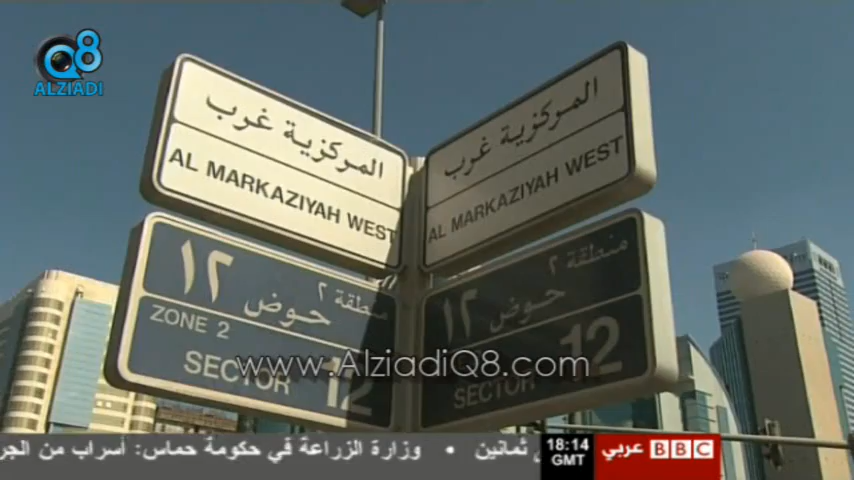 Q8
ALZIADI
المركزية غرب
AL MARKAZIYAH WEST
المركزية غرب
AL MARKAZIYAH WEST
منطقة ٢ حوض ١٢
ZONE 2
SECTOR 12
منطقة ٢ حوض ١٢
SECTOR 12
www.AlziadiQ8.com
ثمانين • وزارة الزراعة في حكومة حماس: أسراب من
18:14
GMT
BBC عربي